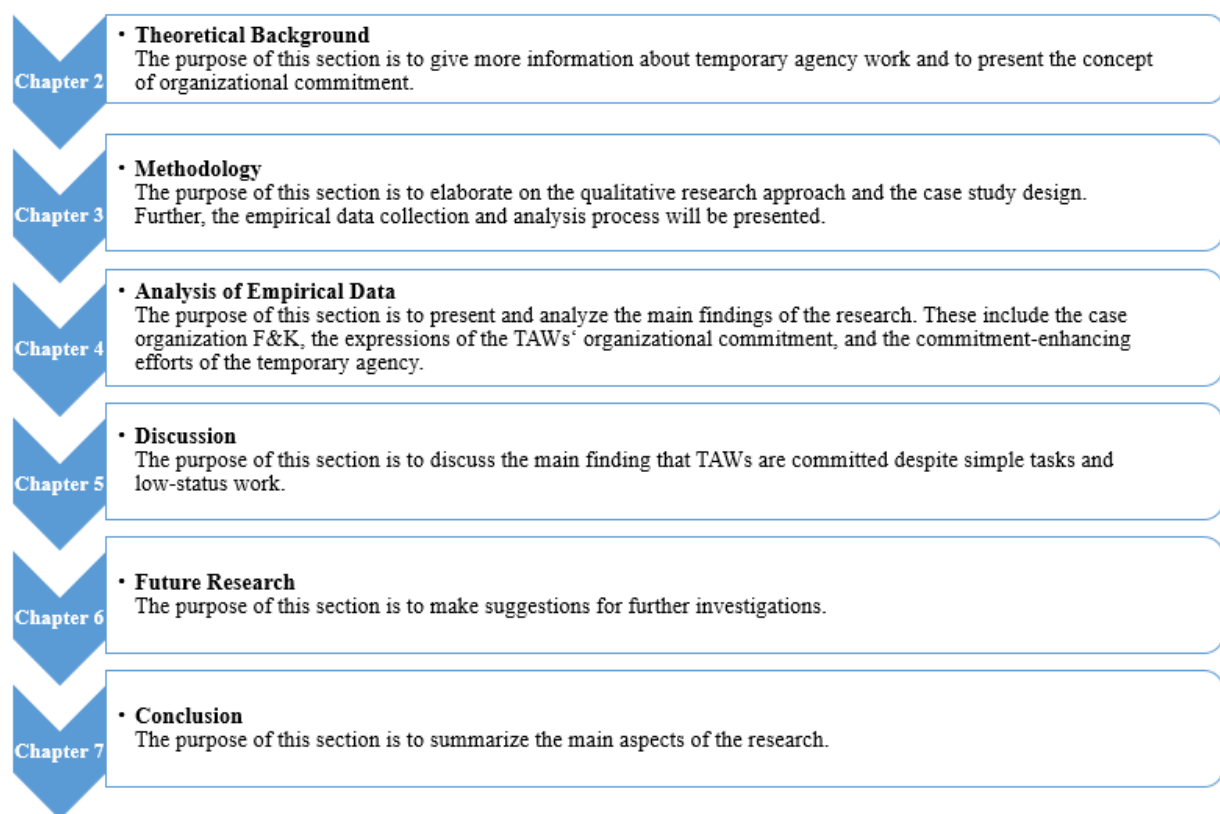 Chapter 2
• Theoretical Background
The purpose of this section is to give more information about temporary agency work and to present the concept
of organizational commitment.
Chapter 3
• Methodology
The purpose of this section is to elaborate on the qualitative research approach and the case study design.
Further, the empirical data collection and analysis process will be presented.
Chapter 4
• Analysis of Empirical Data
The purpose of this section is to present and analyze the main findings of the research. These include the case
organization F&K, the expressions of the TAWs‘ organizational commitment, and the commitment-enhancing
efforts of the temporary agency.
Chapter 5
• Discussion
The purpose of this section is to discuss the main finding that TAWs are committed despite simple tasks and
low-status work.
Chapter 6
• Future Research
The purpose of this section is to make suggestions for further investigations.
Chapter 7
• Conclusion
The purpose of this section is to summarize the main aspects of the research.